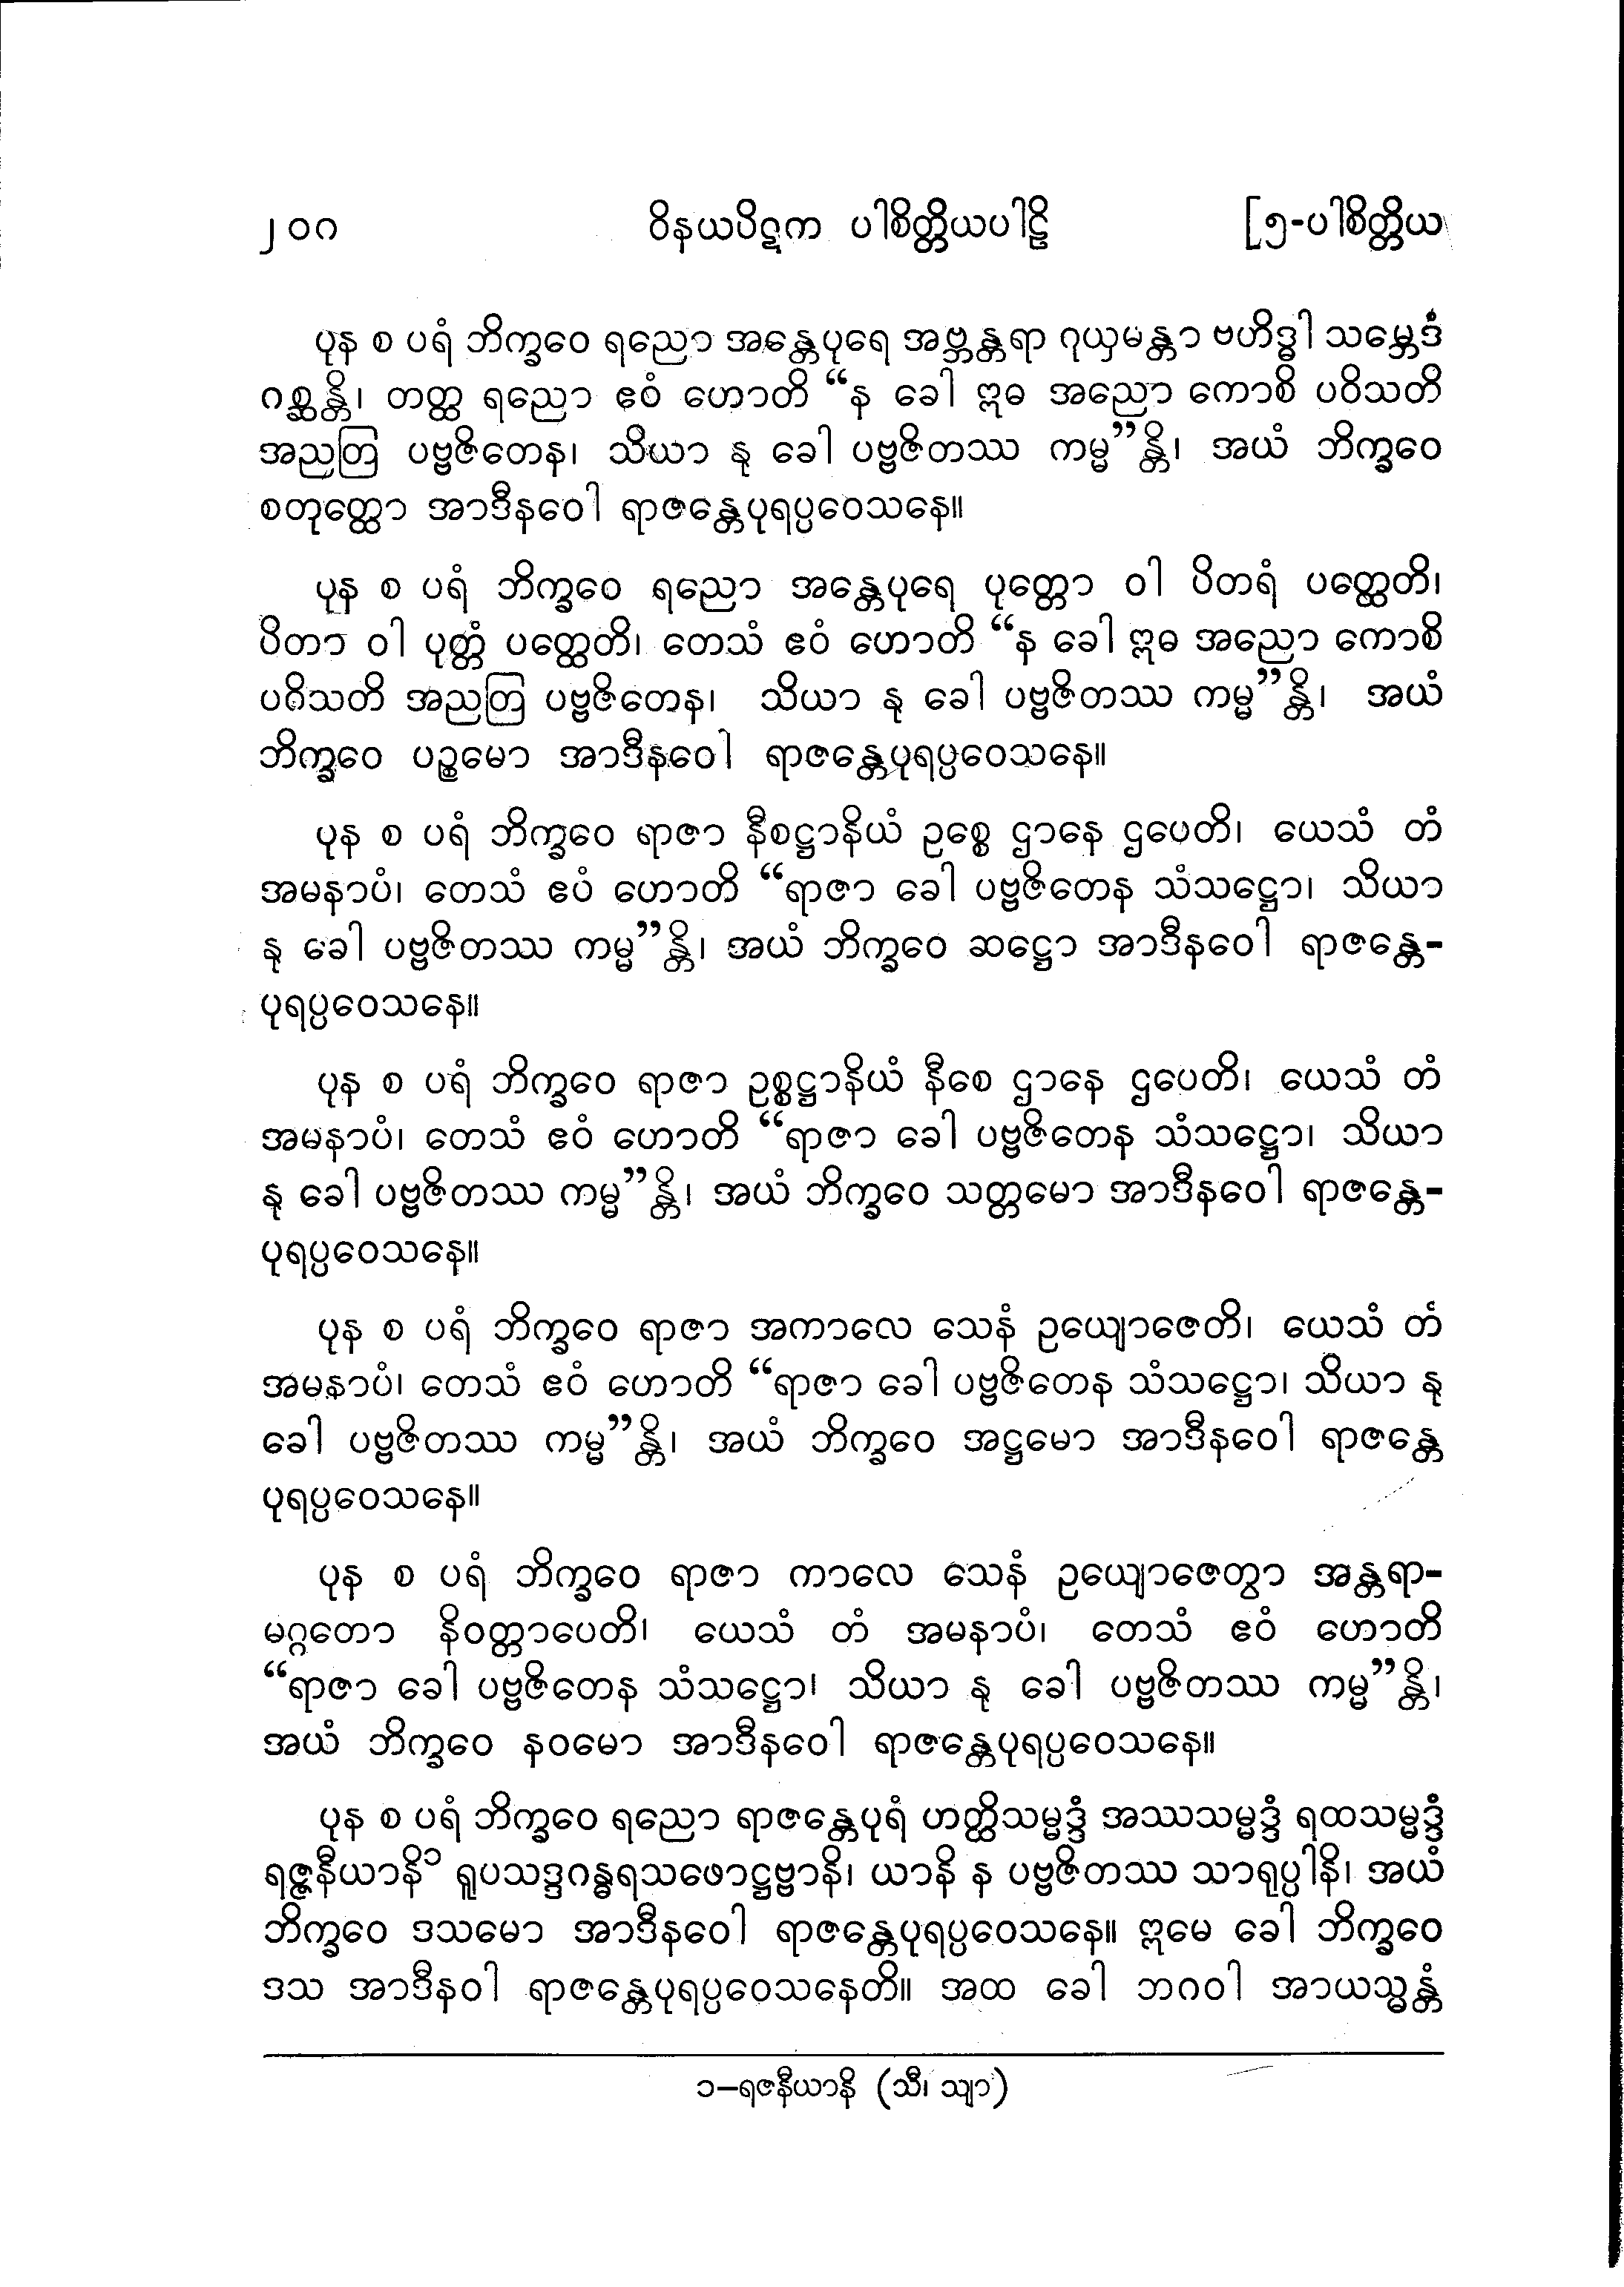 ၂၀ဂ ဝိနယပိဋက ပါစိတ္တိယပါဠိ [၅-ပါစိတ္တိယ
ပုန စ ပရံ ဘိက္ခဝေ ရညော အန္တေပုရေ အဗ္ဘန္တရာ ဂုယှမန္တာ ဗဟိဒ္ဓါ သမ္ဘေဒံ
ဂစ္ဆန္တိ၊ တတ္ထ ရညော ဧဝံ ဟောတိ “န ခေါ ဣဓ အညော ကောစိ ပဝိသတိ
အညတြ ပဗ္ဗဇိတေန၊ သိယာ နု ခေါ ပဗ္ဗဇိတဿ ကမ္မ”န္တိ၊ အယံ ဘိက္ခဝေ
စတုတ္ထော အာဒီနဝေါ ရာဇန္တေပုရပ္ပဝေသနေ။
ပုန စ ပရံ ဘိက္ခဝေ ရညော အန္တေပုရေ ပုတ္တော ဝါ ပိတရံ ပတ္ထေတိ၊
ပိတာ ဝါ ပုတ္တံ ပတ္ထေတိ၊ တေသံ ဧဝံ ဟောတိ “န ခေါ ဣဓ အညော ကောစိ
ပဝိသတိ အညတြ ပဗ္ဗဇိတေန၊ သိယာ နု ခေါ ပဗ္ဗဇိတဿ ကမ္မ”န္တိ၊ အယံ
ဘိက္ခဝေ ပဉ္စမော အာဒီနဝေါ ရာဇန္တေပုရပ္ပဝေသနေ။
ပုန စ ပရံ ဘိက္ခဝေ ရာဇာ နီစဋ္ဌာနိယံ ဥစ္စေ ဌာနေ ဌပေတိ၊ ယေသံ တံ
အမနာပံ၊ တေသံ ဧဝံ ဟောတိ “ရာဇာ ခေါ ပဗ္ဗဇိတေန သံသဋ္ဌော၊ သိယာ
နု ခေါ ပဗ္ဗဇိတဿ ကမ္မ”န္တိ၊ အယံ ဘိက္ခဝေ ဆဋ္ဌော အာဒီနဝေါ ရာဇန္တေ-
ပုရပ္ပဝေသနေ။
ပုန စ ပရံ ဘိက္ခဝေ ရာဇာ ဥစ္စဋ္ဌာနိယံ နီစေ ဌာနေ ဌပေတိ၊ ယေသံ တံ
အမနာပံ၊ တေသံ ဧဝံ ဟောတိ “ရာဇာ ခေါ ပဗ္ဗဇိတေန သံသဋ္ဌော၊ သိယာ
နု ခေါ ပဗ္ဗဇိတဿ ကမ္မ”န္တိ၊ အယံ ဘိက္ခဝေ သတ္တမော အာဒီနဝေါ ရာဇန္တေ-
ပုရပ္ပဝေသနေ။
ပုန စ ပရံ ဘိက္ခဝေ ရာဇာ အကာလေ သေနံ ဥယျောဇေတိ၊ ယေသံ တံ
အမနာပံ၊ တေသံ ဧဝံ ဟောတိ “ရာဇာ ခေါ ပဗ္ဗဇိတေန သံသဋ္ဌော၊ သိယာ နု
ခေါ ပဗ္ဗဇိတဿ ကမ္မ”န္တိ၊ အယံ ဘိက္ခဝေ အဋ္ဌမော အာဒီနဝေါ ရာဇန္တေ
ပုရပ္ပဝေသနေ။
ပုန စ ပရံ ဘိက္ခဝေ ရာဇာ ကာလေ သေနံ ဥယျောဇေတွာ အန္တရာ-
မဂ္ဂတော နိဝတ္တာပေတိ၊ ယေသံ တံ အမနာပံ၊ တေသံ ဧဝံ ဟောတိ
“ရာဇာ ခေါ ပဗ္ဗဇိတေန သံသဋ္ဌော၊ သိယာ နု ခေါ ပဗ္ဗဇိတဿ ကမ္မ”န္တိ၊
အယံ ဘိက္ခဝေ နဝမော အာဒီနဝေါ ရာဇန္တေပုရပ္ပဝေသနေ။
ပုန စ ပရံ ဘိက္ခဝေ ရညော ရာဇန္တေပုရံ ဟတ္ထိသမ္မဒ္ဒံ အဿသမ္မဒ္ဒံ ရထသမ္မဒ္ဒံ
ရဇ္ဇနီယာနိ၁ ရူပသဒ္ဒဂန္ဓရသဖောဋ္ဌဗ္ဗာနိ၊ ယာနိ န ပဗ္ဗဇိတဿ သာရုပ္ပါနိ၊ အယံ
ဘိက္ခဝေ ဒသမော အာဒီနဝေါ ရာဇန္တေပုရပ္ပဝေသနေ။ ဣမေ ခေါ ဘိက္ခဝေ
ဒသ အာဒီနဝါ ရာဇန္တေပုရပ္ပဝေသနေတိ။ အထ ခေါ ဘဂဝါ အာယသ္မန္တံ
၁–ရဇနီယာနိ (သီ၊ သျာ)